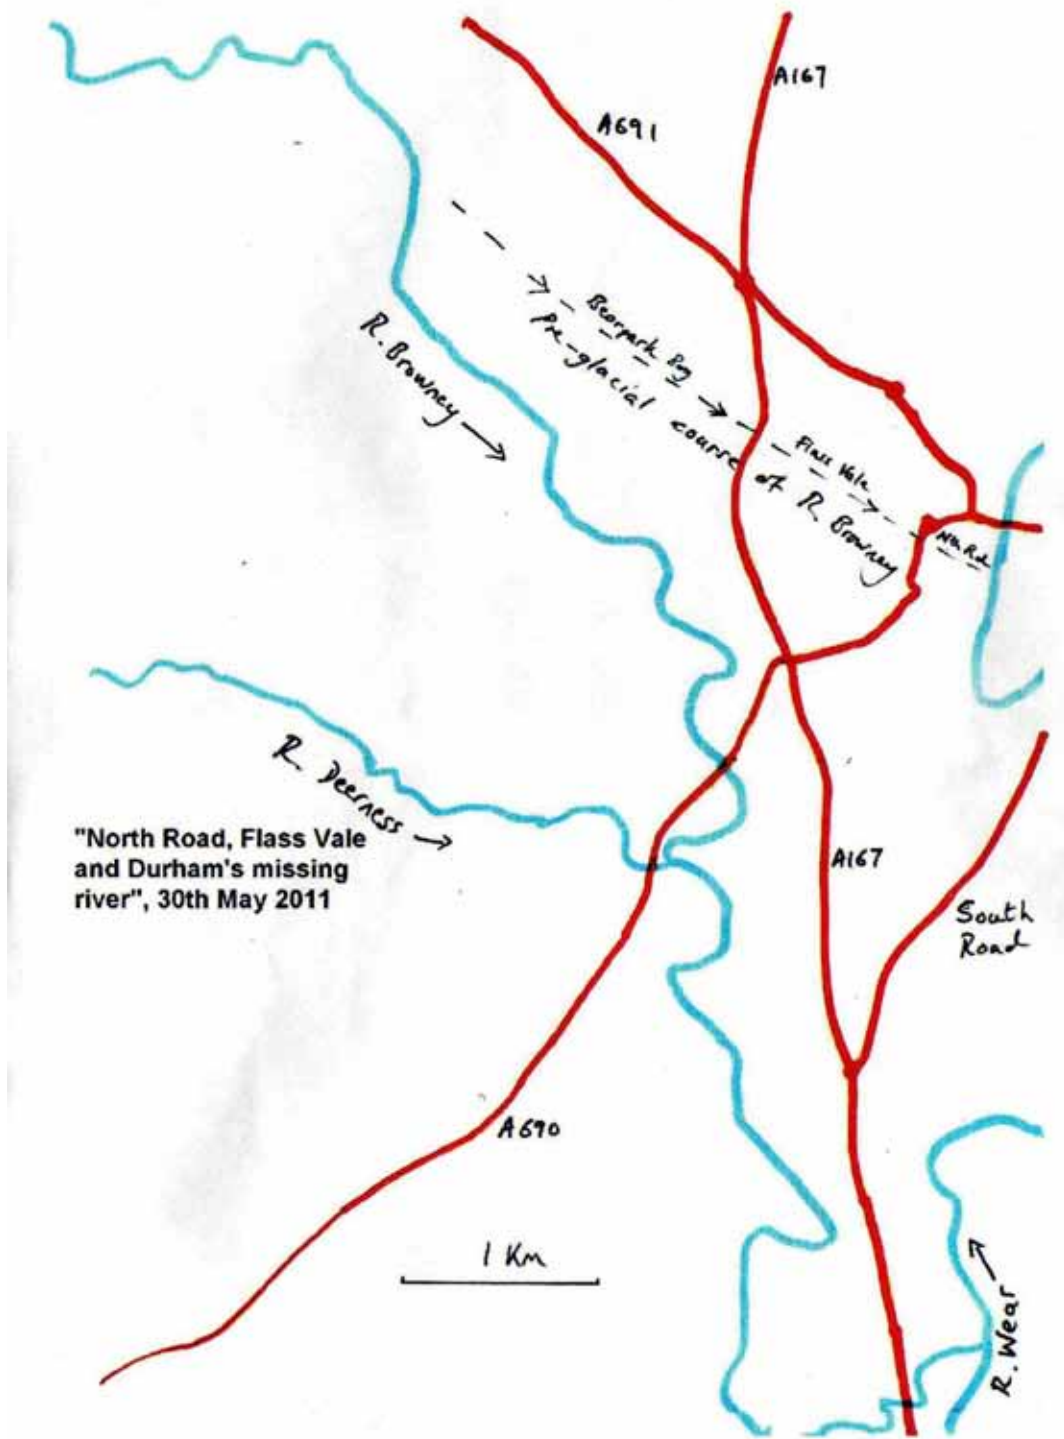 A167
A691
Bearpark Bog
Pre-glacial course of R. Browney
R. Browney
Flass Vale
Nth Rd
R. Deerness
"North Road, Flass Vale
and Durham's missing
river", 30th May 2011
A167
South
Road
A690
1 Km
R. Wear